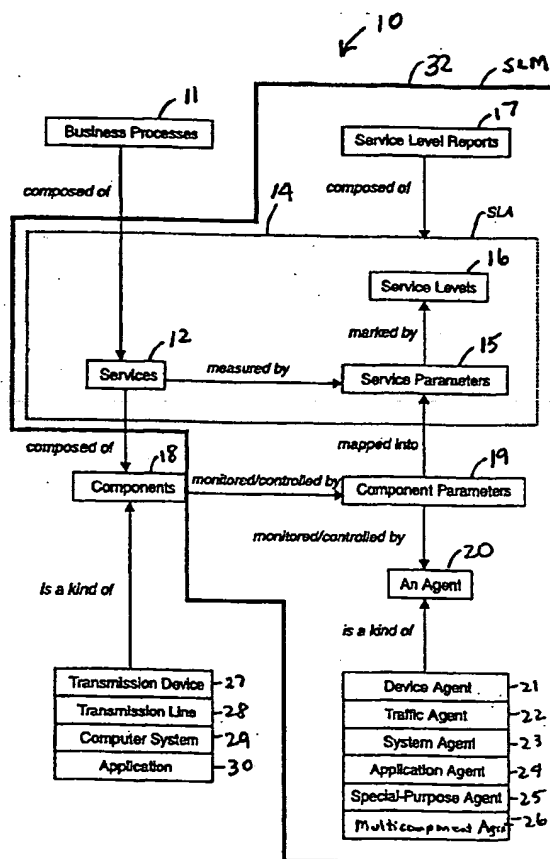 10
32
SLM
11
17
Business Processes
Service Level Reports
composed of
composed of
14
SLA
16
Service Levels
marked by
12
15
Services
measured by
Service Parameters
composed of
mapped into
18
19
Components
monitored/controlled by
Component Parameters
monitored/controlled by
20
An Agent
is a kind of
is a kind of
Transmission Device 27
Transmission Line 28
Computer System 29
Application 30
Device Agent 21
Traffic Agent 22
System Agent 23
Application Agent 24
Special-Purpose Agent 25
Multicomponent Agent 26